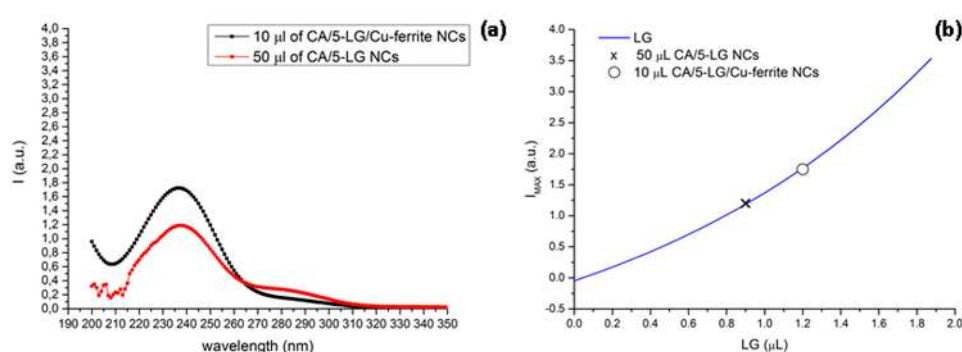 10 µl of CA/5-LG/Cu-ferrite NCs
50 µl of CA/5-LG NCs
(a)
I (a.u.)
4,0
3,8
3,6
3,4
3,2
3,0
2,8
2,6
2,4
2,2
2,0
1,8
1,6
1,4
1,2
1,0
0,8
0,6
0,4
0,2
0,0
190 200 210 220 230 240 250 260 270 280 290 300 310 320 330 340 350
wavelength (nm)
(b)
LG
50 µL CA/5-LG NCs
10 µL CA/5-LG/Cu-ferrite NCs
I_MAX (a.u.)
4.0
3.5
3.0
2.5
2.0
1.5
1.0
0.5
0.0
-0.5
0.0 0.2 0.4 0.6 0.8 1.0 1.2 1.4 1.6 1.8 2.0
LG (µL)